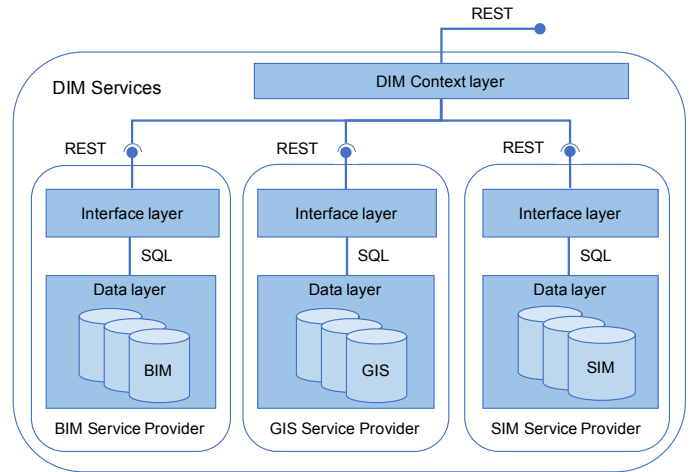 REST
DIM Services
DIM Context layer
REST
REST
REST
Interface layer
Interface layer
Interface layer
SQL
SQL
SQL
Data layer
Data layer
Data layer
BIM
GIS
SIM
BIM Service Provider
GIS Service Provider
SIM Service Provider